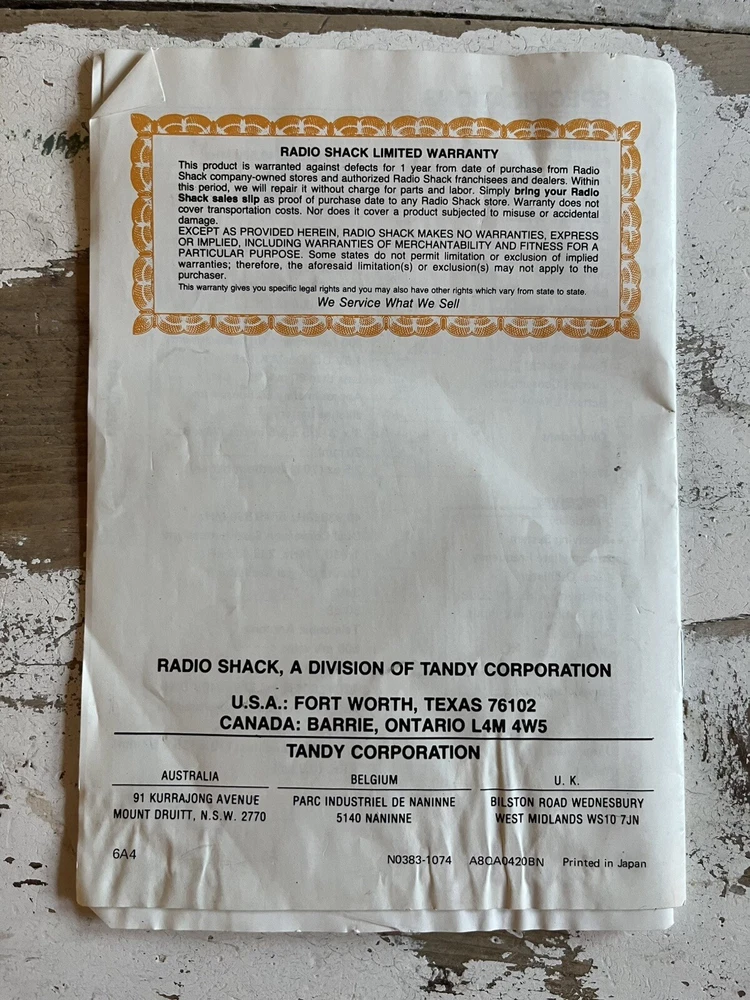 RADIO SHACK LIMITED WARRANTY
This product is warranted against defects for 1 year from date of purchase from Radio
Shack company-owned stores and authorized Radio Shack franchisees and dealers. Within
this period, we will repair it without charge for parts and labor. Simply bring your Radio
Shack sales slip as proof of purchase date to any Radio Shack store. Warranty does not
cover transportation costs. Nor does it cover a product subjected to misuse or accidental
damage.
EXCEPT AS PROVIDED HEREIN, RADIO SHACK MAKES NO WARRANTIES, EXPRESS
OR IMPLIED, INCLUDING WARRANTIES OF MERCHANTABILITY AND FITNESS FOR A
PARTICULAR PURPOSE. Some states do not permit limitation or exclusion of implied
warranties; therefore, the aforesaid limitation(s) or exclusion(s) may not apply to the
purchaser.
This warranty gives you specific legal rights and you may also have other rights which vary from state to state.
We Service What We Sell
RADIO SHACK, A DIVISION OF TANDY CORPORATION
U.S.A.: FORT WORTH, TEXAS 76102
CANADA: BARRIE, ONTARIO L4M 4W5
TANDY CORPORATION
AUSTRALIA
91 KURRAJONG AVENUE
MOUNT DRUITT, N.S.W. 2770
BELGIUM
PARC INDUSTRIEL DE NANINNE
5140 NANINNE
U. K.
BILSTON ROAD WEDNESBURY
WEST MIDLANDS WS10 7JN
6A4 N0383-1074 A8QA0420BN Printed in Japan